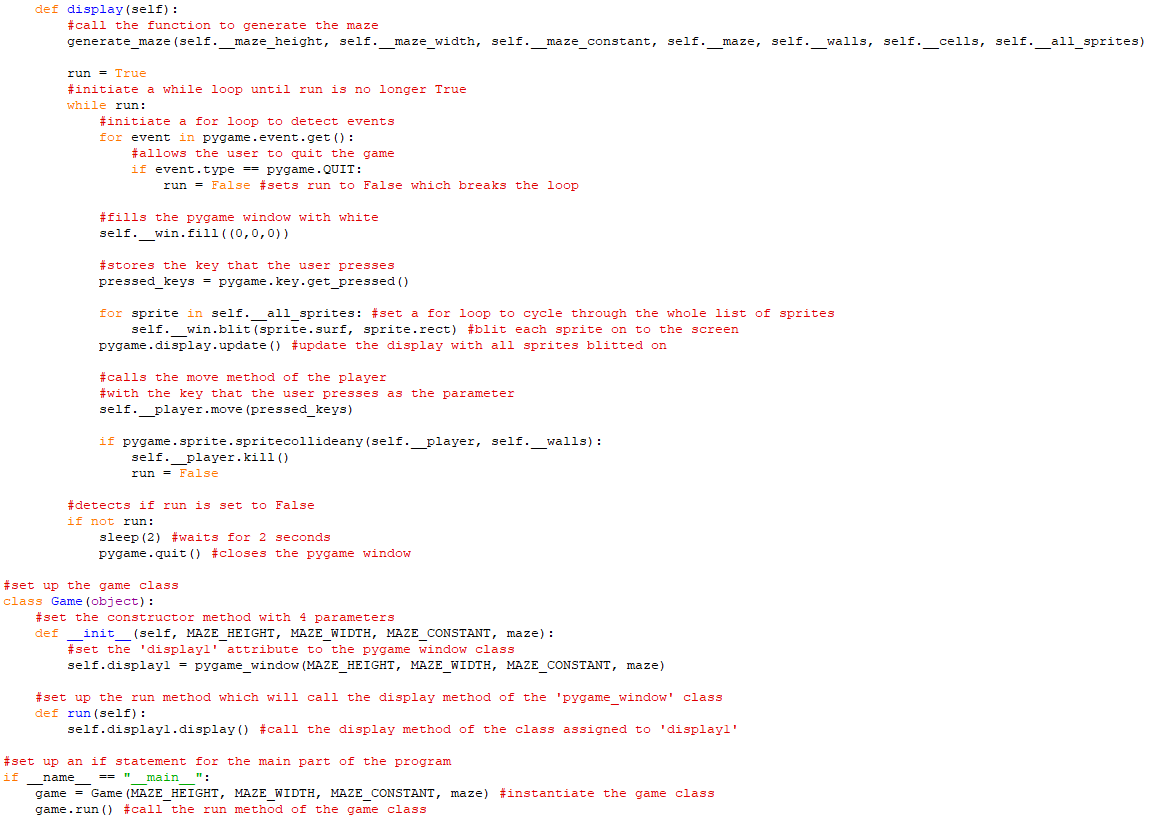 def display(self):
#call the function to generate the maze
generate_maze(self.__maze_height, self.__maze_width, self.__maze_constant, self.__maze, self.__walls, self.__cells, self.__all_sprites)
run = True
#initiate a while loop until run is no longer True
while run:
#initiate a for loop to detect events
for event in pygame.event.get():
#allows the user to quit the game
if event.type == pygame.QUIT:
run = False #sets run to False which breaks the loop
#fills the pygame window with white
self.__win.fill((0,0,0))
#stores the key that the user presses
pressed_keys = pygame.key.get_pressed()
for sprite in self.__all_sprites: #set a for loop to cycle through the whole list of sprites
self.__win.blit(sprite.surf, sprite.rect) #blit each sprite on to the screen
pygame.display.update() #update the display with all sprites blitted on
#calls the move method of the player
#with the key that the user presses as the parameter
self.__player.move(pressed_keys)
if pygame.sprite.spritecollideany(self.__player, self.__walls):
self.__player.kill()
run = False
#detects if run is set to False
if not run:
sleep(2) #waits for 2 seconds
pygame.quit() #closes the pygame window
#set up the game class
class Game(object):
#set the constructor method with 4 parameters
def __init__(self, MAZE_HEIGHT, MAZE_WIDTH, MAZE_CONSTANT, maze):
#set the 'display1' attribute to the pygame window class
self.display1 = pygame_window(MAZE_HEIGHT, MAZE_WIDTH, MAZE_CONSTANT, maze)
#set up the run method which will call the display method of the 'pygame_window' class
def run(self):
self.display1.display() #call the display method of the class assigned to 'display1'
#set up an if statement for the main part of the program
if __name__ == "__main__":
game = Game(MAZE_HEIGHT, MAZE_WIDTH, MAZE_CONSTANT, maze) #instantiate the game class
game.run() #call the run method of the game class